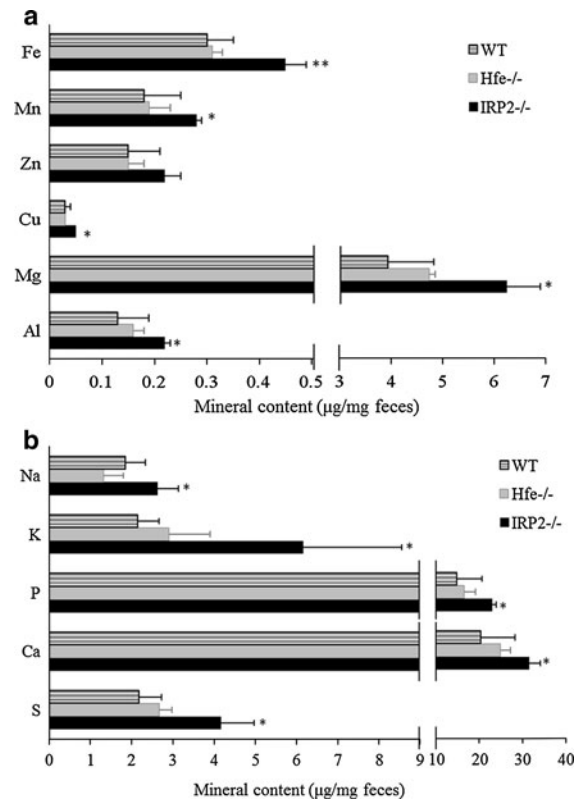 a
Fe
WT
Hfe-/-
**
IRP2-/-
Mn
*
Zn
Cu
*
Mg
*
Al
*
0 0.1 0.2 0.3 0.4 0.5 3 4 5 6 7
Mineral content (µg/mg feces)
b
Na
WT
Hfe-/-
*
IRP2-/-
K
*
P
*
Ca
*
S
*
0 1 2 3 4 5 6 7 8 9 10 20 30 40
Mineral content (µg/mg feces)